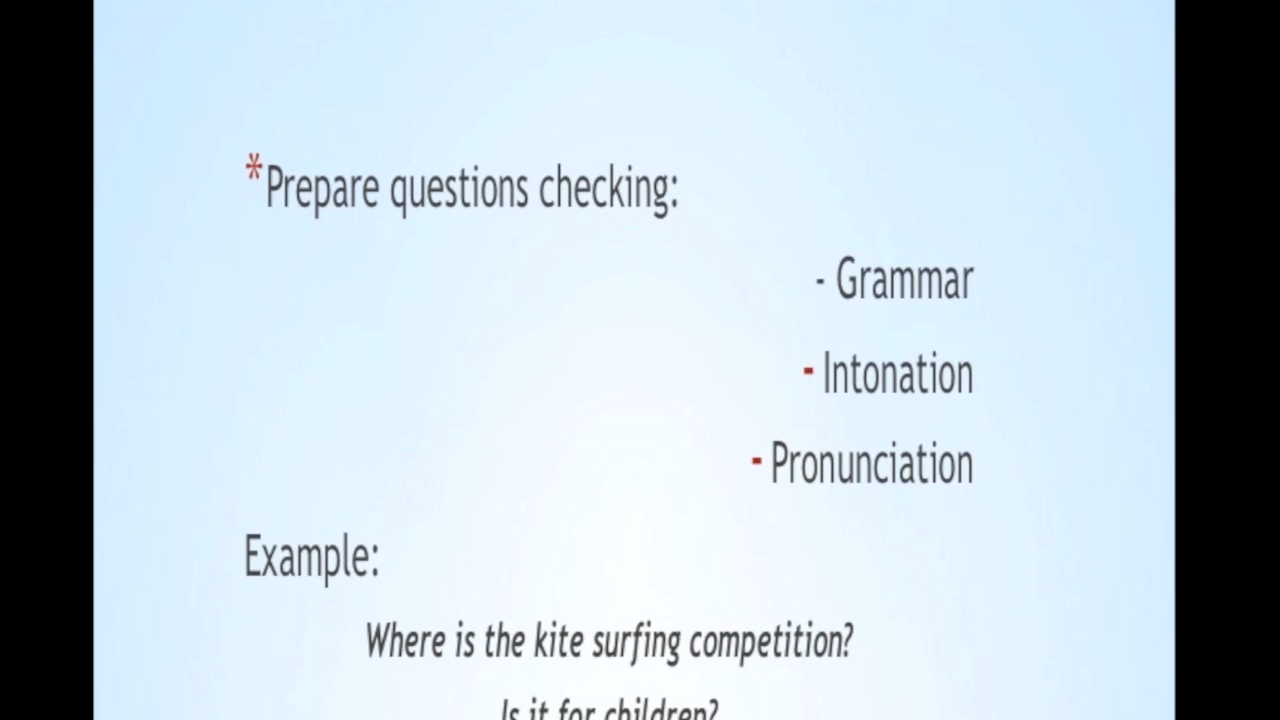 *Prepare questions checking:
- Grammar
- Intonation
- Pronunciation
Example:
Where is the kite surfing competition?
Is it for children?